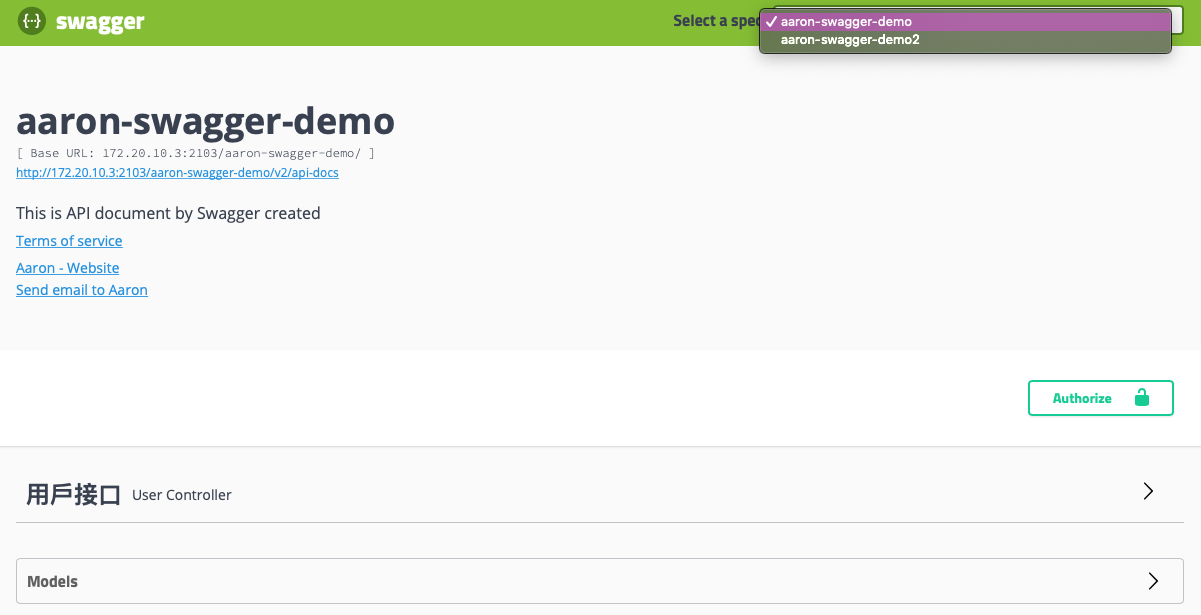 {...} swagger
Select a spec
✓ aaron-swagger-demo
aaron-swagger-demo2
aaron-swagger-demo
[ Base URL: 172.20.10.3:2103/aaron-swagger-demo/ ]
http://172.20.10.3:2103/aaron-swagger-demo/v2/api-docs
This is API document by Swagger created
Terms of service
Aaron - Website
Send email to Aaron
Authorize
用戶接口 User Controller
Models